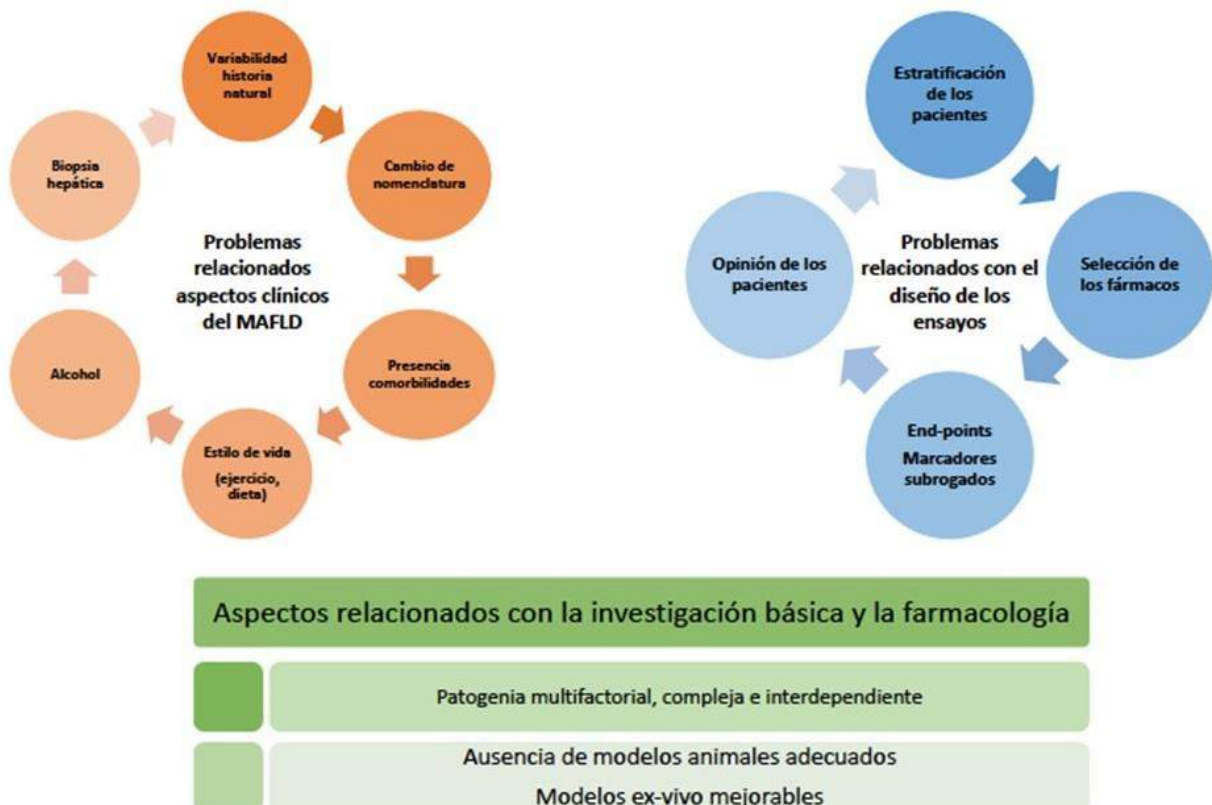 Variabilidad
historia
natural
Cambio de
nomenclatura
Presencia
comorbilidades
Estilo de vida
(ejercicio,
dieta)
Alcohol
Biopsia
hepática
Problemas
relacionados
aspectos clínicos
del MAFLD
Estratificación
de los
pacientes
Selección de
los fármacos
End-points
Marcadores
subrogados
Opinión de los
pacientes
Problemas
relacionados con el
diseño de los
ensayos
Aspectos relacionados con la investigación básica y la farmacología
Patogenia multifactorial, compleja e interdependiente
Ausencia de modelos animales adecuados
Modelos ex-vivo mejorables